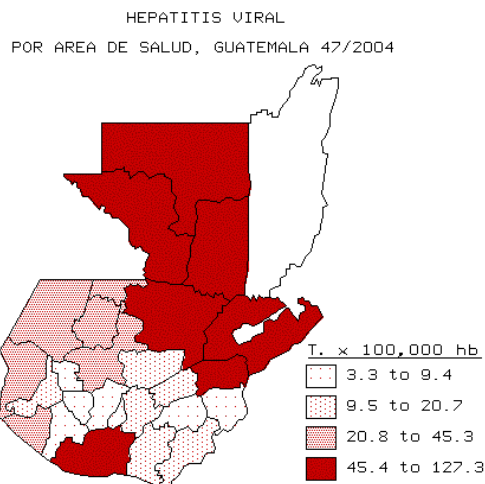 HEPATITIS VIRAL
POR AREA DE SALUD, GUATEMALA 47/2004
T. x 100,000 hb
3.3 to 9.4
9.5 to 20.7
20.8 to 45.3
45.4 to 127.3